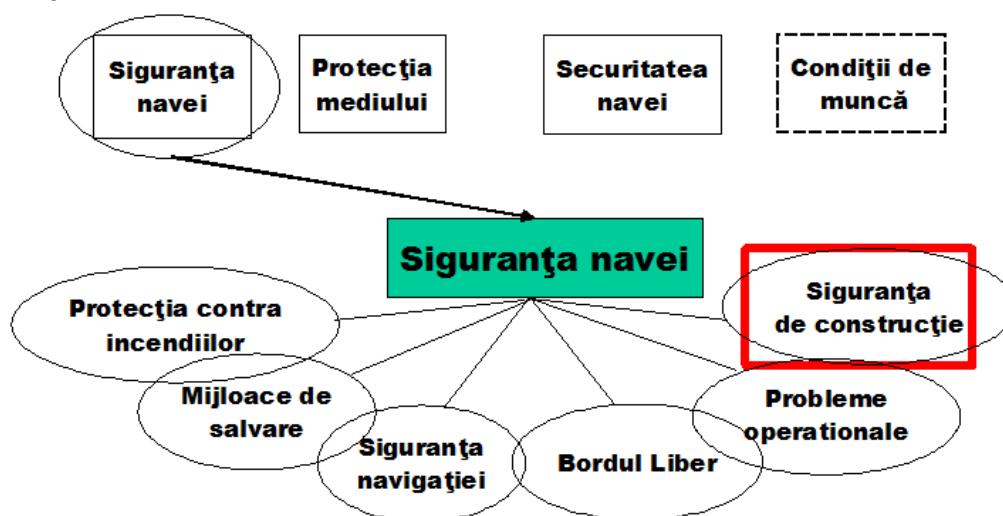 Siguranţa
navei
Protecţia
mediului
Securitatea
navei
Condiţii de
muncă
Siguranţa navei
Protecţia contra
incendiilor
Mijloace de
salvare
Siguranţa
navigaţiei
Bordul Liber
Probleme
operationale
Siguranţa
de construcţie